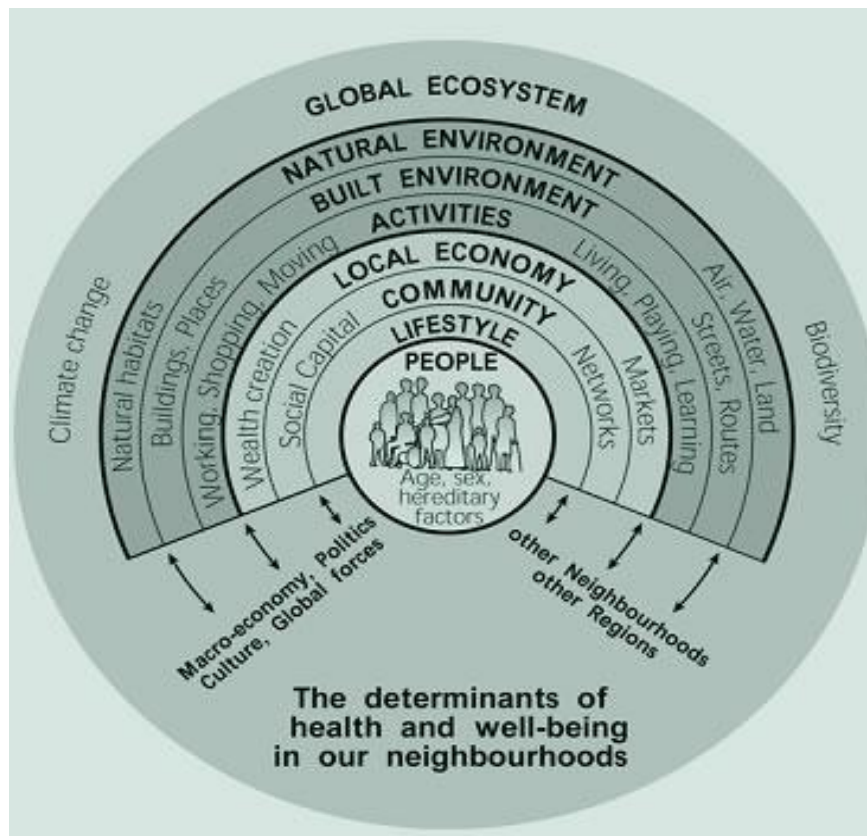 GLOBAL ECOSYSTEM
NATURAL ENVIRONMENT
BUILT ENVIRONMENT
ACTIVITIES
LOCAL ECONOMY
COMMUNITY
LIFESTYLE
PEOPLE
Age, sex,
hereditary
factors
Climate change
Natural habitats
Buildings, Places
Working, Shopping, Moving
Wealth creation
Social Capital
Networks
Markets
Living, Playing, Learning
Streets, Routes
Air, Water, Land
Biodiversity
Macro-economy, Politics
Culture, Global forces
other Neighbourhoods
other Regions
The determinants of
health and well-being
in our neighbourhoods